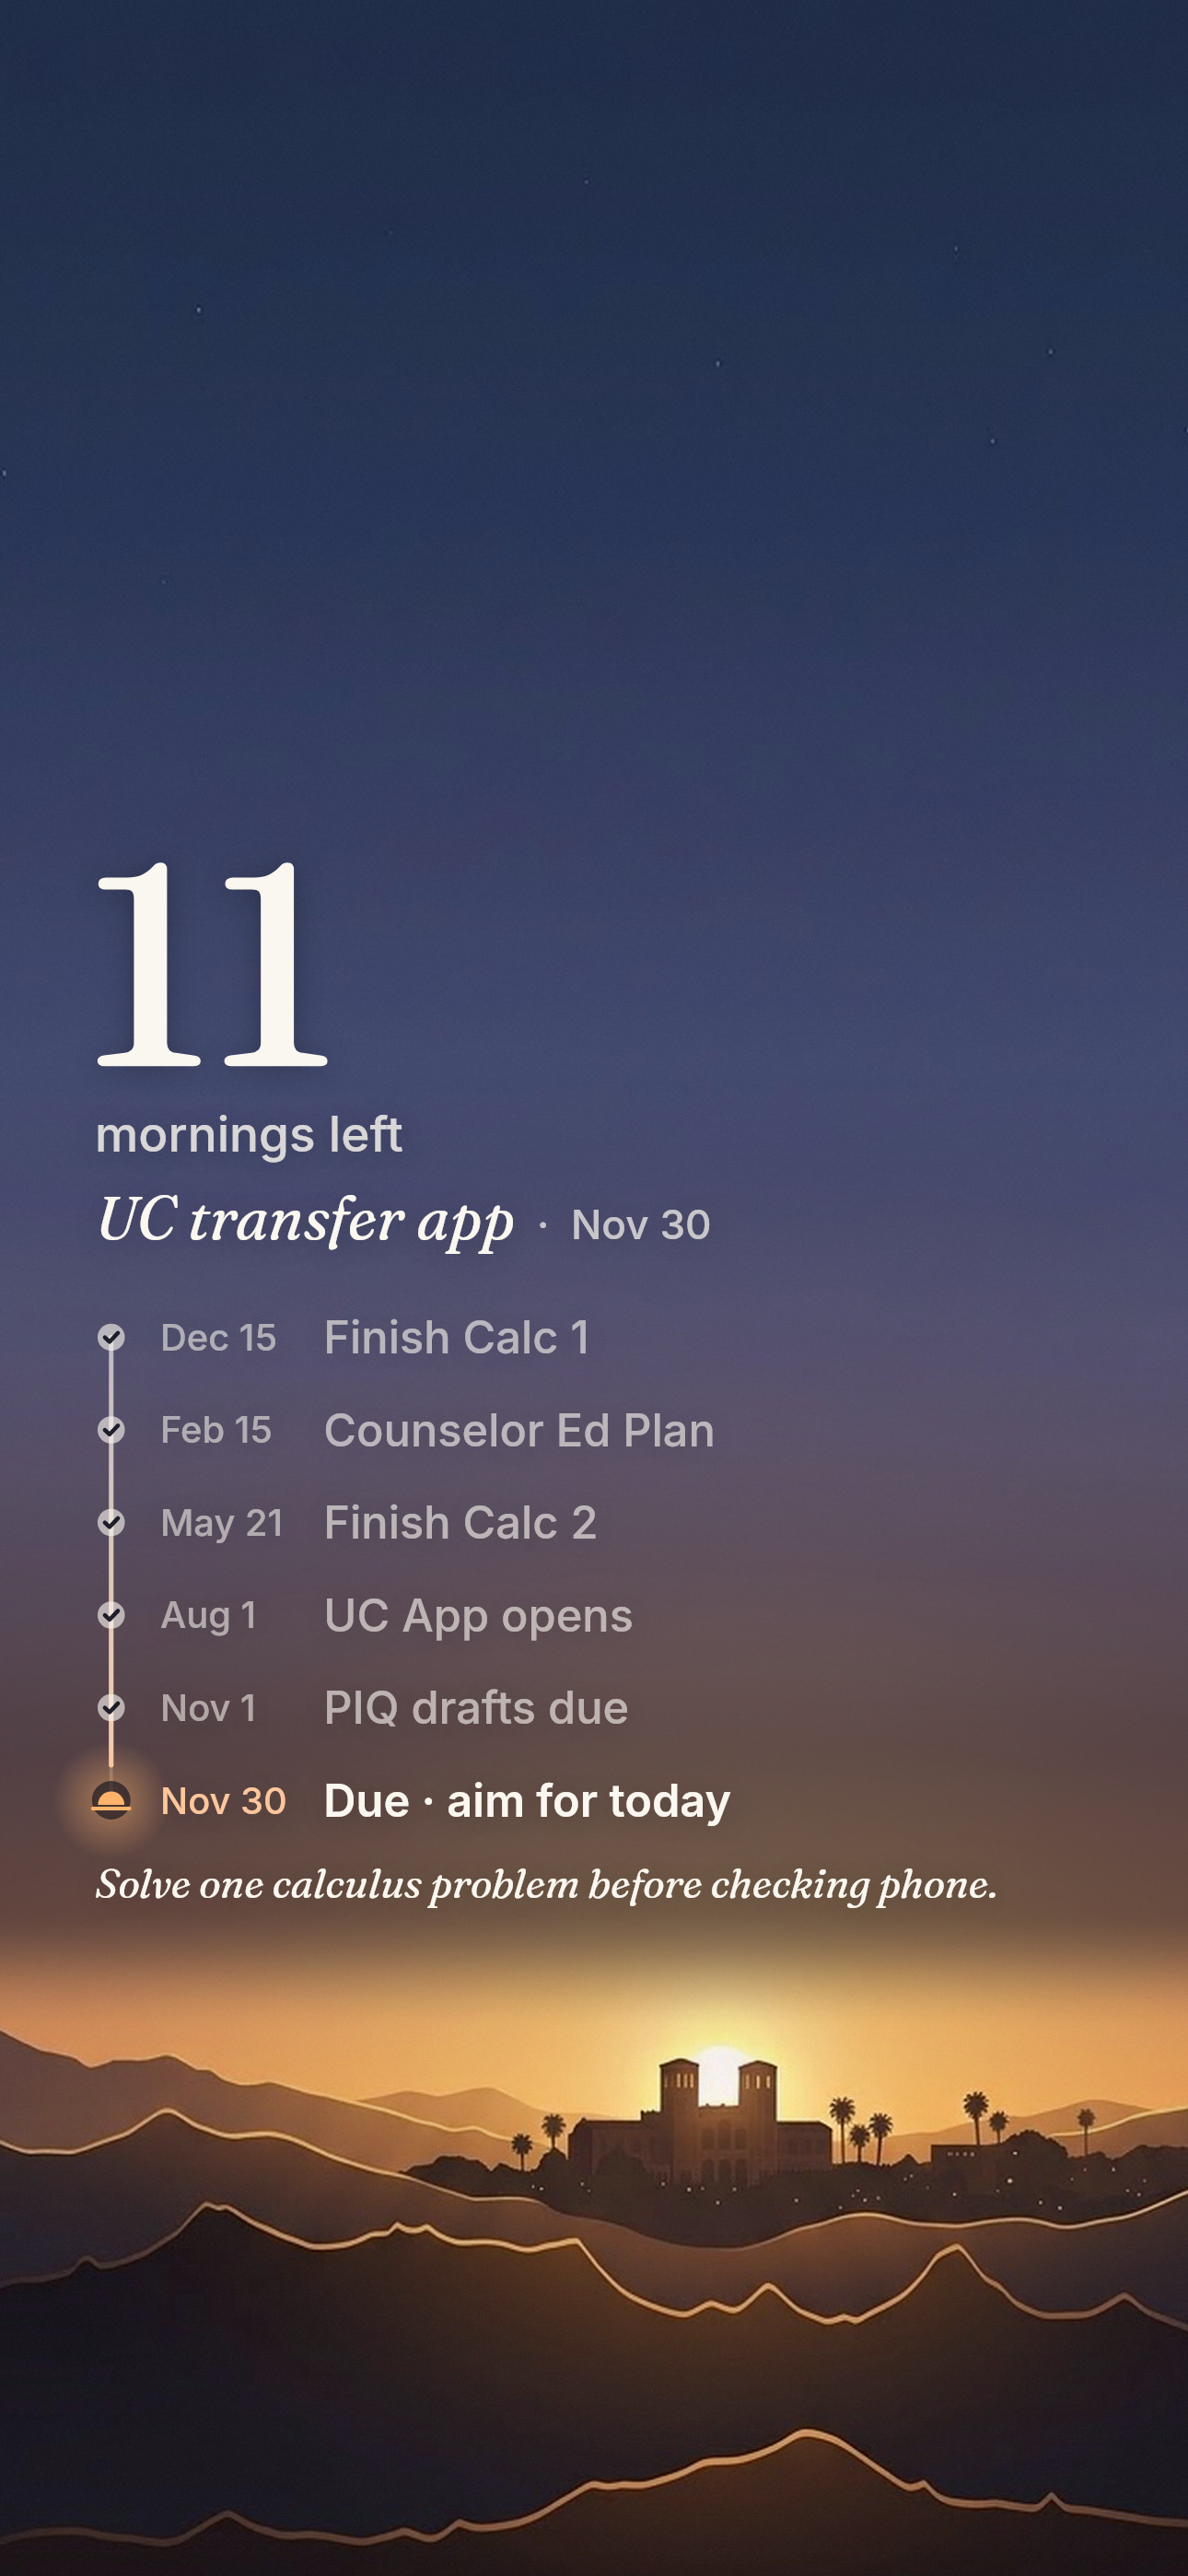 11
mornings left
UC transfer app · Nov 30
Dec 15 Finish Calc 1
Feb 15 Counselor Ed Plan
May 21 Finish Calc 2
Aug 1 UC App opens
Nov 1 PIQ drafts due
Nov 30 Due · aim for today
Solve one calculus problem before checking phone.